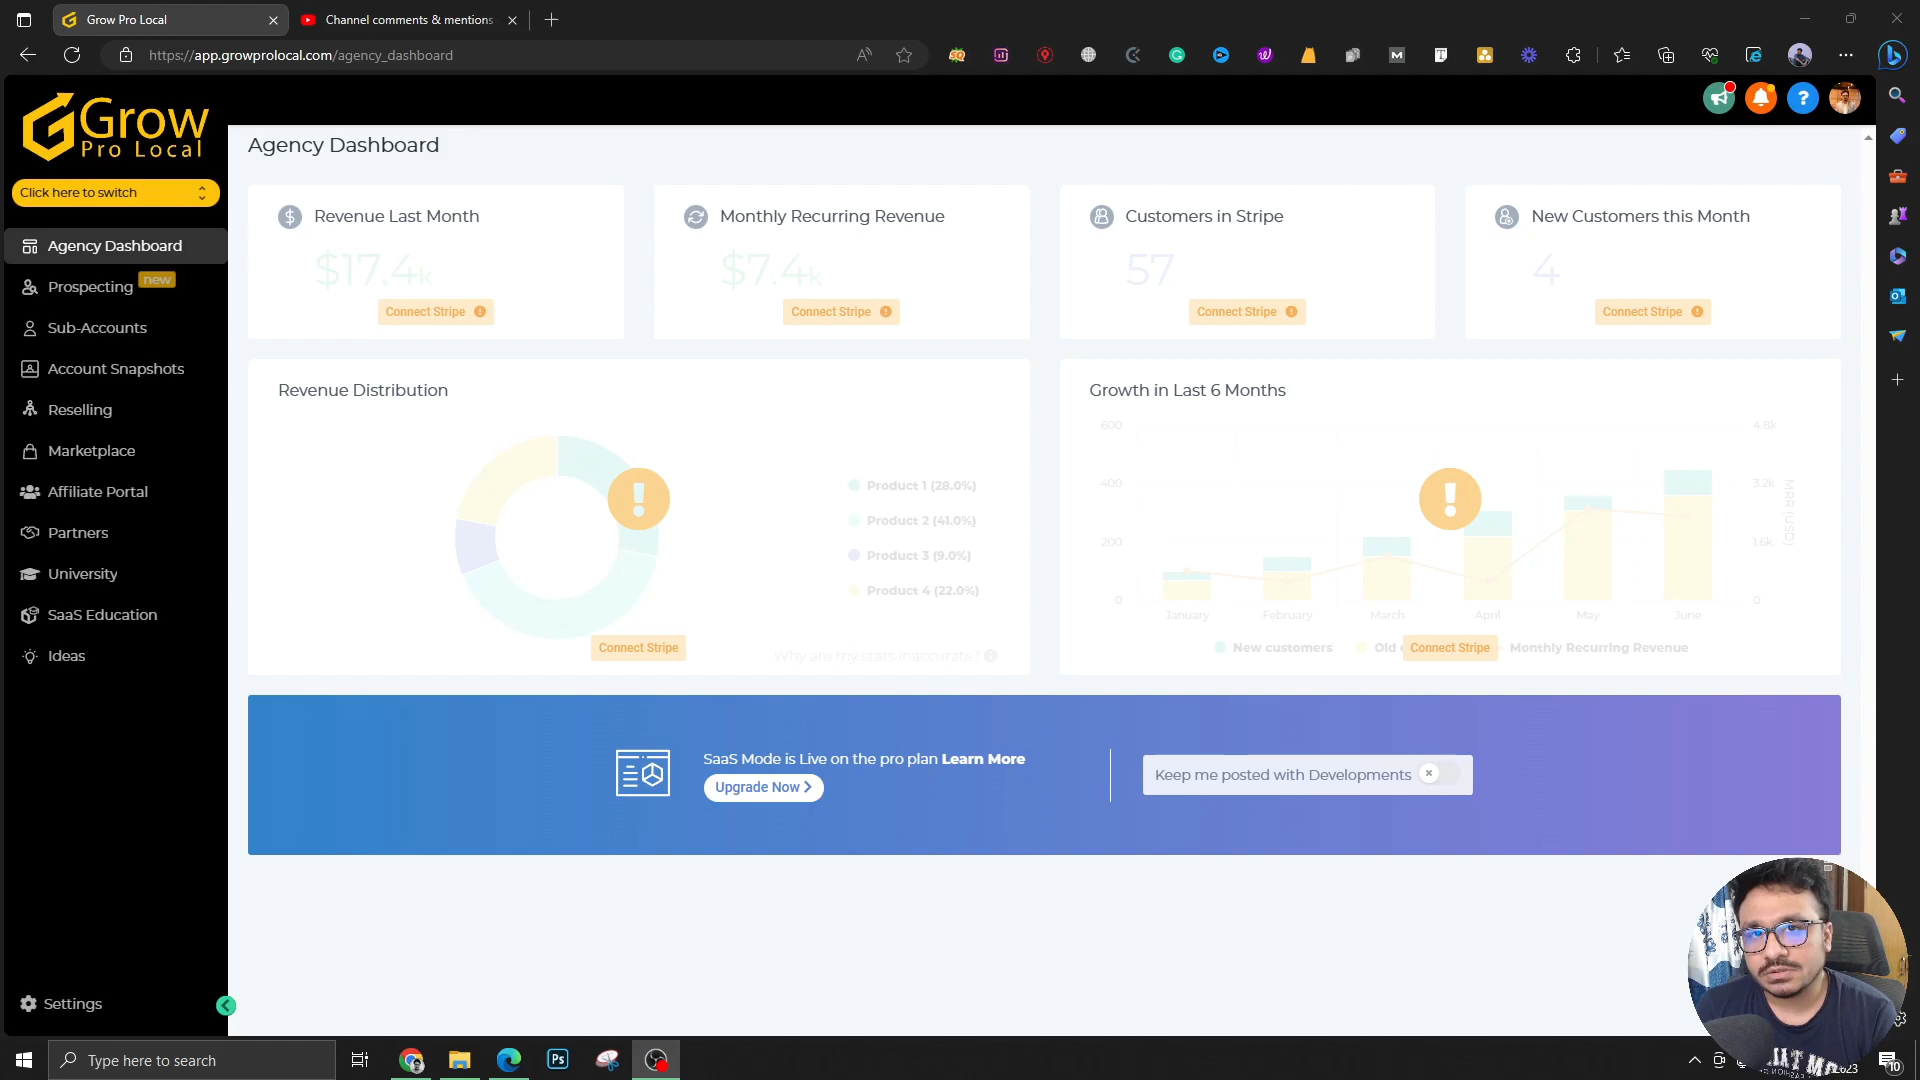 Grow Pro Local
Channel comments & mentions
https://app.growprolocal.com/agency_dashboard
Grow
Pro Local
Click here to switch
Agency Dashboard
Prospecting new
Sub-Accounts
Account Snapshots
Reselling
Marketplace
Affiliate Portal
Partners
University
SaaS Education
Ideas
Settings
Agency Dashboard
Revenue Last Month
$17.4k
Connect Stripe
Monthly Recurring Revenue
$7.4k
Connect Stripe
Customers in Stripe
57
Connect Stripe
New Customers this Month
4
Connect Stripe
Revenue Distribution
Product 1 (28.0%)
Product 2 (41.0%)
Product 3 (9.0%)
Product 4 (22.0%)
Connect Stripe
Why are my stats inaccurate?
Growth in Last 6 Months
600
400
200
0
4.8k
3.2k
1.6k
0
MRR (USD)
January February March April May June
New customers Old Connect Stripe Monthly Recurring Revenue
SaaS Mode is Live on the pro plan Learn More
Upgrade Now
Keep me posted with Developments
Type here to search
Ps
10